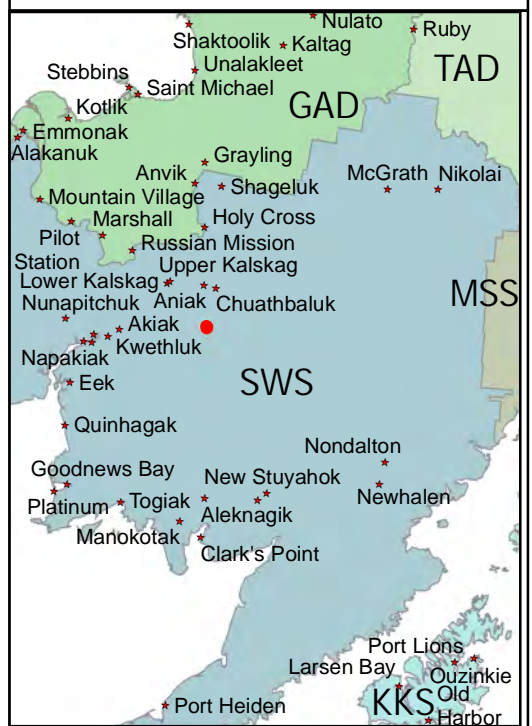 Nulato
Ruby
Shaktoolik
Kaltag
Unalakleet
TAD
Stebbins
Saint Michael
GAD
Kotlik
Emmonak
Alakanuk
Grayling
Anvik
Shageluk
McGrath
Nikolai
Mountain Village
Marshall
Holy Cross
Pilot
Station
Russian Mission
Upper Kalskag
Lower Kalskag
Aniak
Chuathbaluk
MSS
Nunapitchuk
Akiak
Kwethluk
Napakiak
SWS
Eek
Quinhagak
Nondalton
Goodnews Bay
New Stuyahok
Newhalen
Platinum
Togiak
Aleknagik
Manokotak
Clark's Point
Port Lions
Larsen Bay
Ouzinkie
KKS
Old
Harbor
Port Heiden